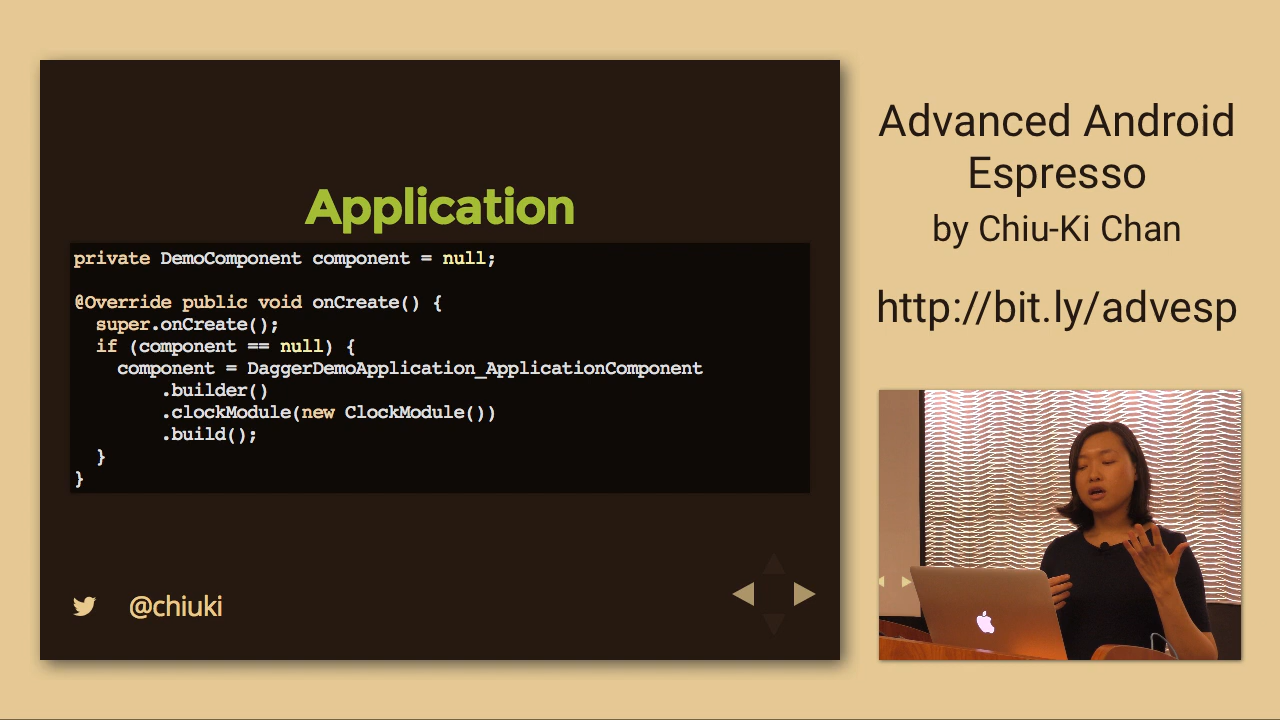 Application
private DemoComponent component = null;
@Override public void onCreate() {
super.onCreate();
if (component == null) {
component = DaggerDemoApplication_ApplicationComponent
.builder()
.clockModule(new ClockModule())
.build();
}
}
@chiuki
Advanced Android
Espresso
by Chiu-Ki Chan
http://bit.ly/advesp